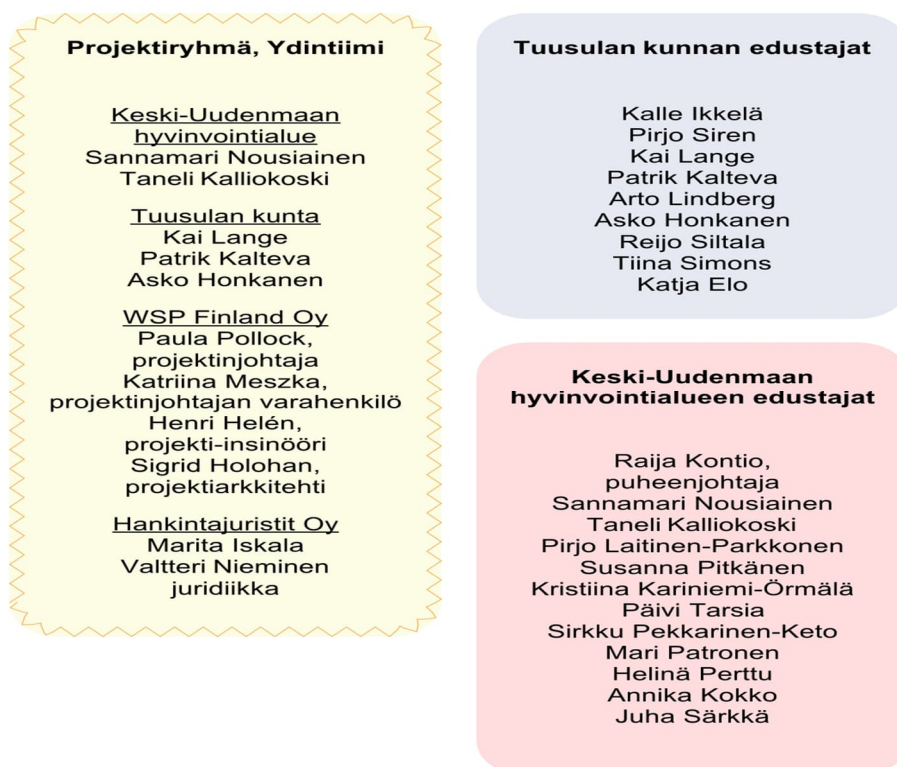 Projektiryhmä, Ydintiimi
Keski-Uudenmaan
hyvinvointialue
Sannamari Nousiainen
Taneli Kalliokoski
Tuusulan kunta
Kai Lange
Patrik Kalteva
Asko Honkanen
WSP Finland Oy
Paula Pollock,
projektinjohtaja
Katriina Meszka,
projektinjohtajan varahenkilö
Henri Helén,
projekti-insinööri
Sigrid Holohan,
projektiarkkitehti
Hankintajuristit Oy
Marita Iskala
Valtteri Nieminen
juridiikka
Tuusulan kunnan edustajat
Kalle Ikkelä
Pirjo Siren
Kai Lange
Patrik Kalteva
Arto Lindberg
Asko Honkanen
Reijo Siltala
Tiina Simons
Katja Elo
Keski-Uudenmaan
hyvinvointialueen edustajat
Raija Kontio,
puheenjohtaja
Sannamari Nousiainen
Taneli Kalliokoski
Pirjo Laitinen-Parkkonen
Susanna Pitkänen
Kristiina Kariniemi-Örmälä
Päivi Tarsia
Sirkku Pekkarinen-Keto
Mari Patronen
Helinä Perttu
Annika Kokko
Juha Särkkä